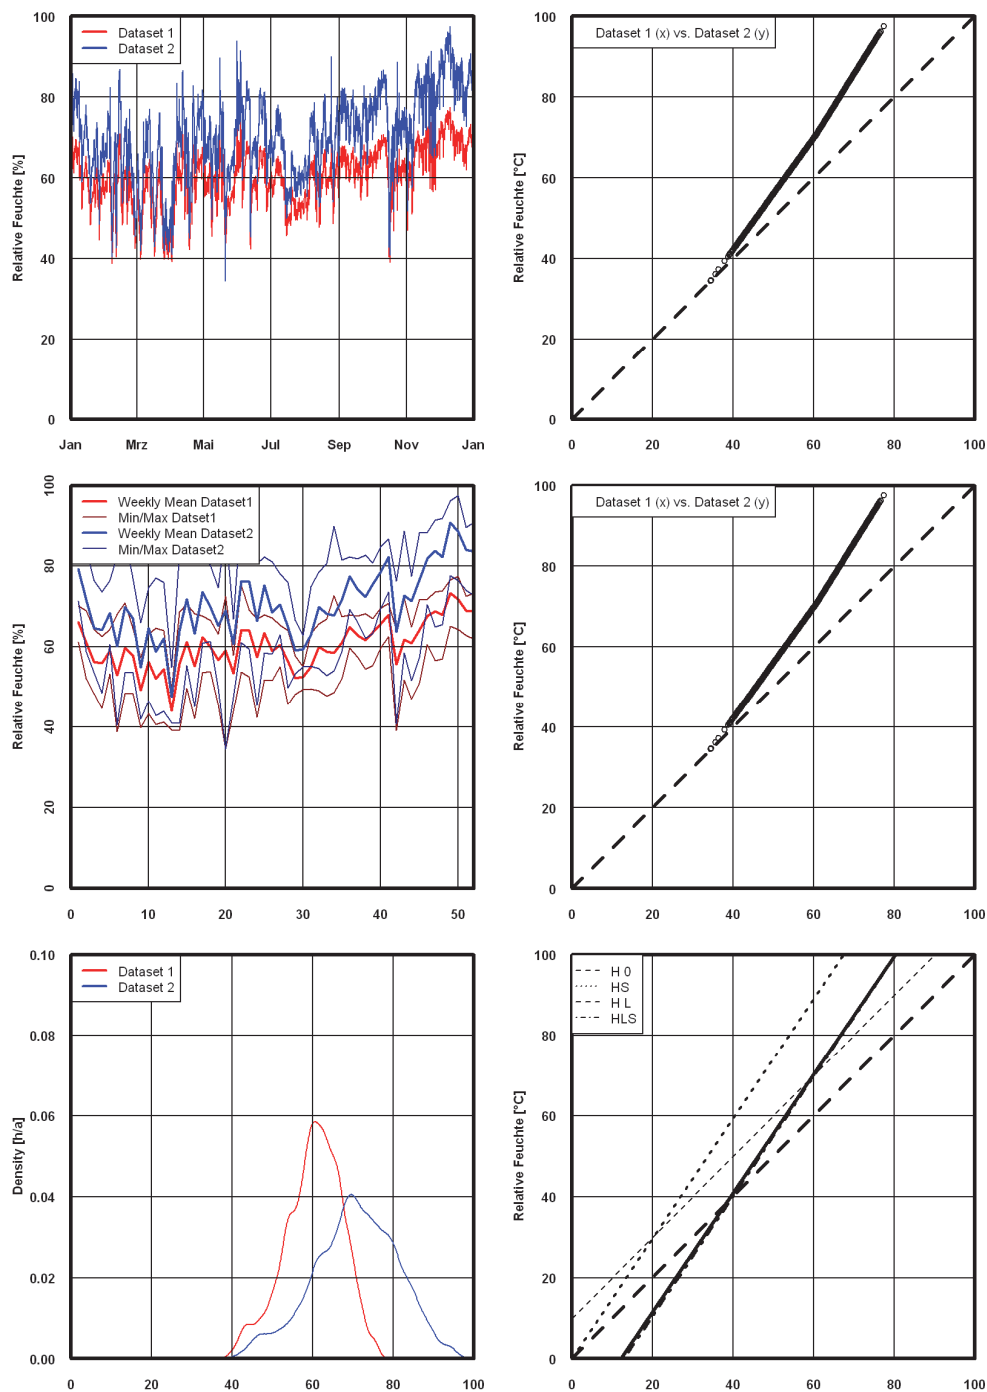 100
80
60
40
20
0
Relative Feuchte [%]
Dataset 1
Dataset 2
Jan Mrz Mai Jul Sep Nov Jan
100
80
60
40
20
0
Relative Feuchte [°C]
Dataset 1 (x) vs. Dataset 2 (y)
0 20 40 60 80 100
100
80
60
40
20
0
Relative Feuchte [%]
Weekly Mean Dataset1
Min/Max Datset1
Weekly Mean Dataset2
Min/Max Dataset2
0 10 20 30 40 50
100
80
60
40
20
0
Relative Feuchte [°C]
Dataset 1 (x) vs. Dataset 2 (y)
0 20 40 60 80 100
0.10
0.08
0.06
0.04
0.02
0.00
Density [h/a]
Dataset 1
Dataset 2
0 20 40 60 80 100
100
80
60
40
20
0
Relative Feuchte [°C]
H 0
HS
H L
HLS
0 20 40 60 80 100